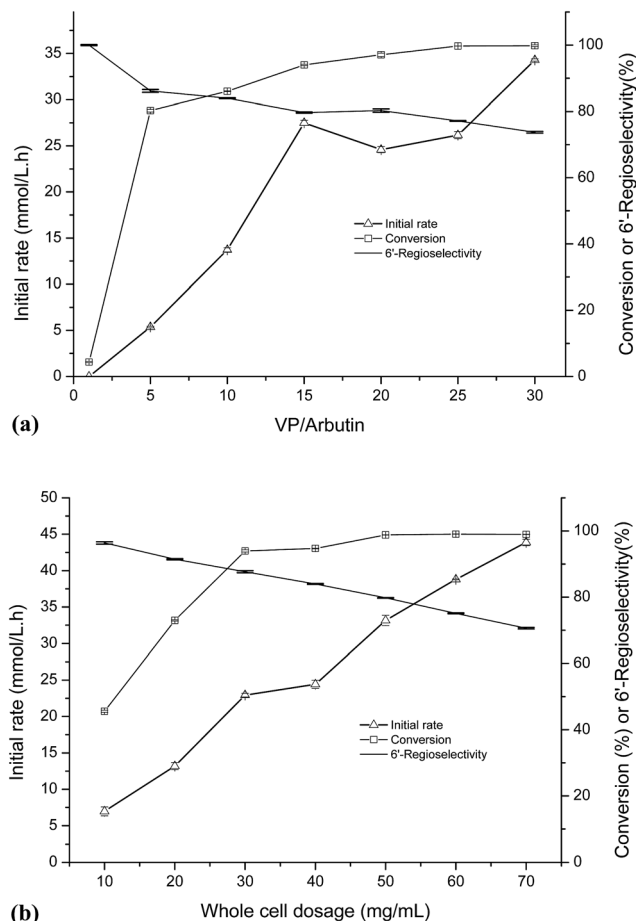 35
30
25
20
15
10
5
0
Initial rate (mmol/L.h)
100
80
60
40
20
0
Conversion or 6'-Regioselectivity(%)
Initial rate
Conversion
6'-Regioselectivity
0 5 10 15 20 25 30
VP/Arbutin
(a)
50
45
40
35
30
25
20
15
10
5
0
Initial rate (mmol/L.h)
100
80
60
40
20
0
Conversion (%) or 6'-Regioselectivity(%)
Initial rate
Conversion
6'-Regioselectivity
10 20 30 40 50 60 70
Whole cell dosage (mg/mL)
(b)